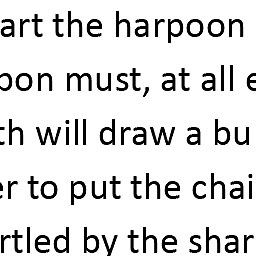 art the harpoon
oon must, at all e
th will draw a bu
er to put the chai
rtled by the shar